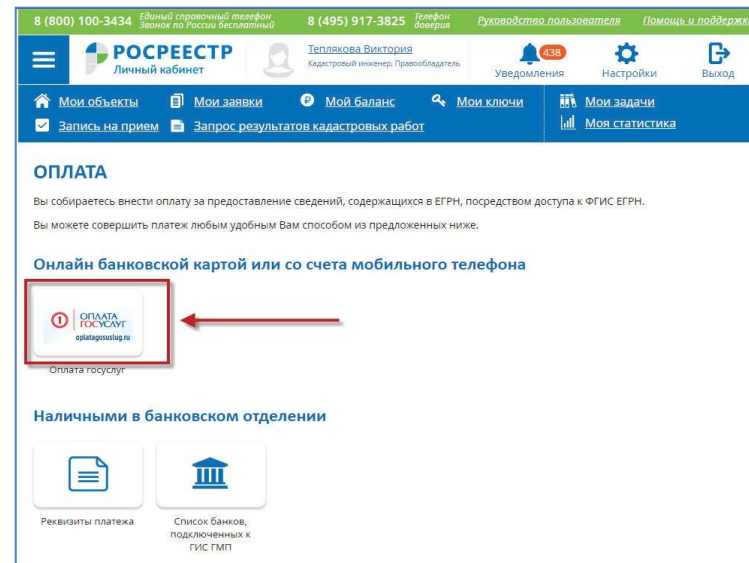 8 (800) 100-3434 Единый справочный телефон
Звонок по России бесплатный
8 (495) 917-3825 Телефон
доверия
Руководство пользователя
Помощь и поддержк
РОСРЕЕСТР
Личный кабинет
Теплякова Виктория
Кадастровый инженер, Правообладатель
438
Уведомления
Настройки
Выход
Мои объекты
Мои заявки
Мой баланс
Мои ключи
Мои задачи
Запись на прием
Запрос результатов кадастровых работ
Моя статистика
ОПЛАТА
Вы собираетесь внести оплату за предоставление сведений, содержащихся в ЕГРН, посредством доступа к ФГИС ЕГРН.
Вы можете совершить платеж любым удобным Вам способом из предложенных ниже.
Онлайн банковской картой или со счета мобильного телефона
1 ОПЛАТА
ГОСУСЛУГ
oplatagosuslug.ru
Оплата госуслуг
Наличными в банковском отделении
Реквизиты платежа
Список банков,
подключенных к
ГИС ГМП